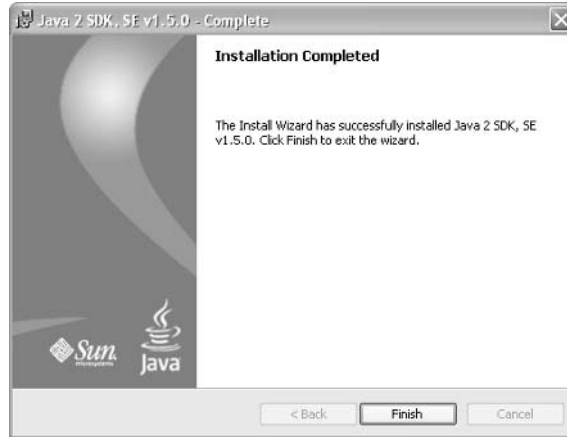 Java 2 SDK, SE v1.5.0 - Complete
Installation Completed
The Install Wizard has successfully installed Java 2 SDK, SE
v1.5.0. Click Finish to exit the wizard.
Sun
microsystems
Java
< Back
Finish
Cancel